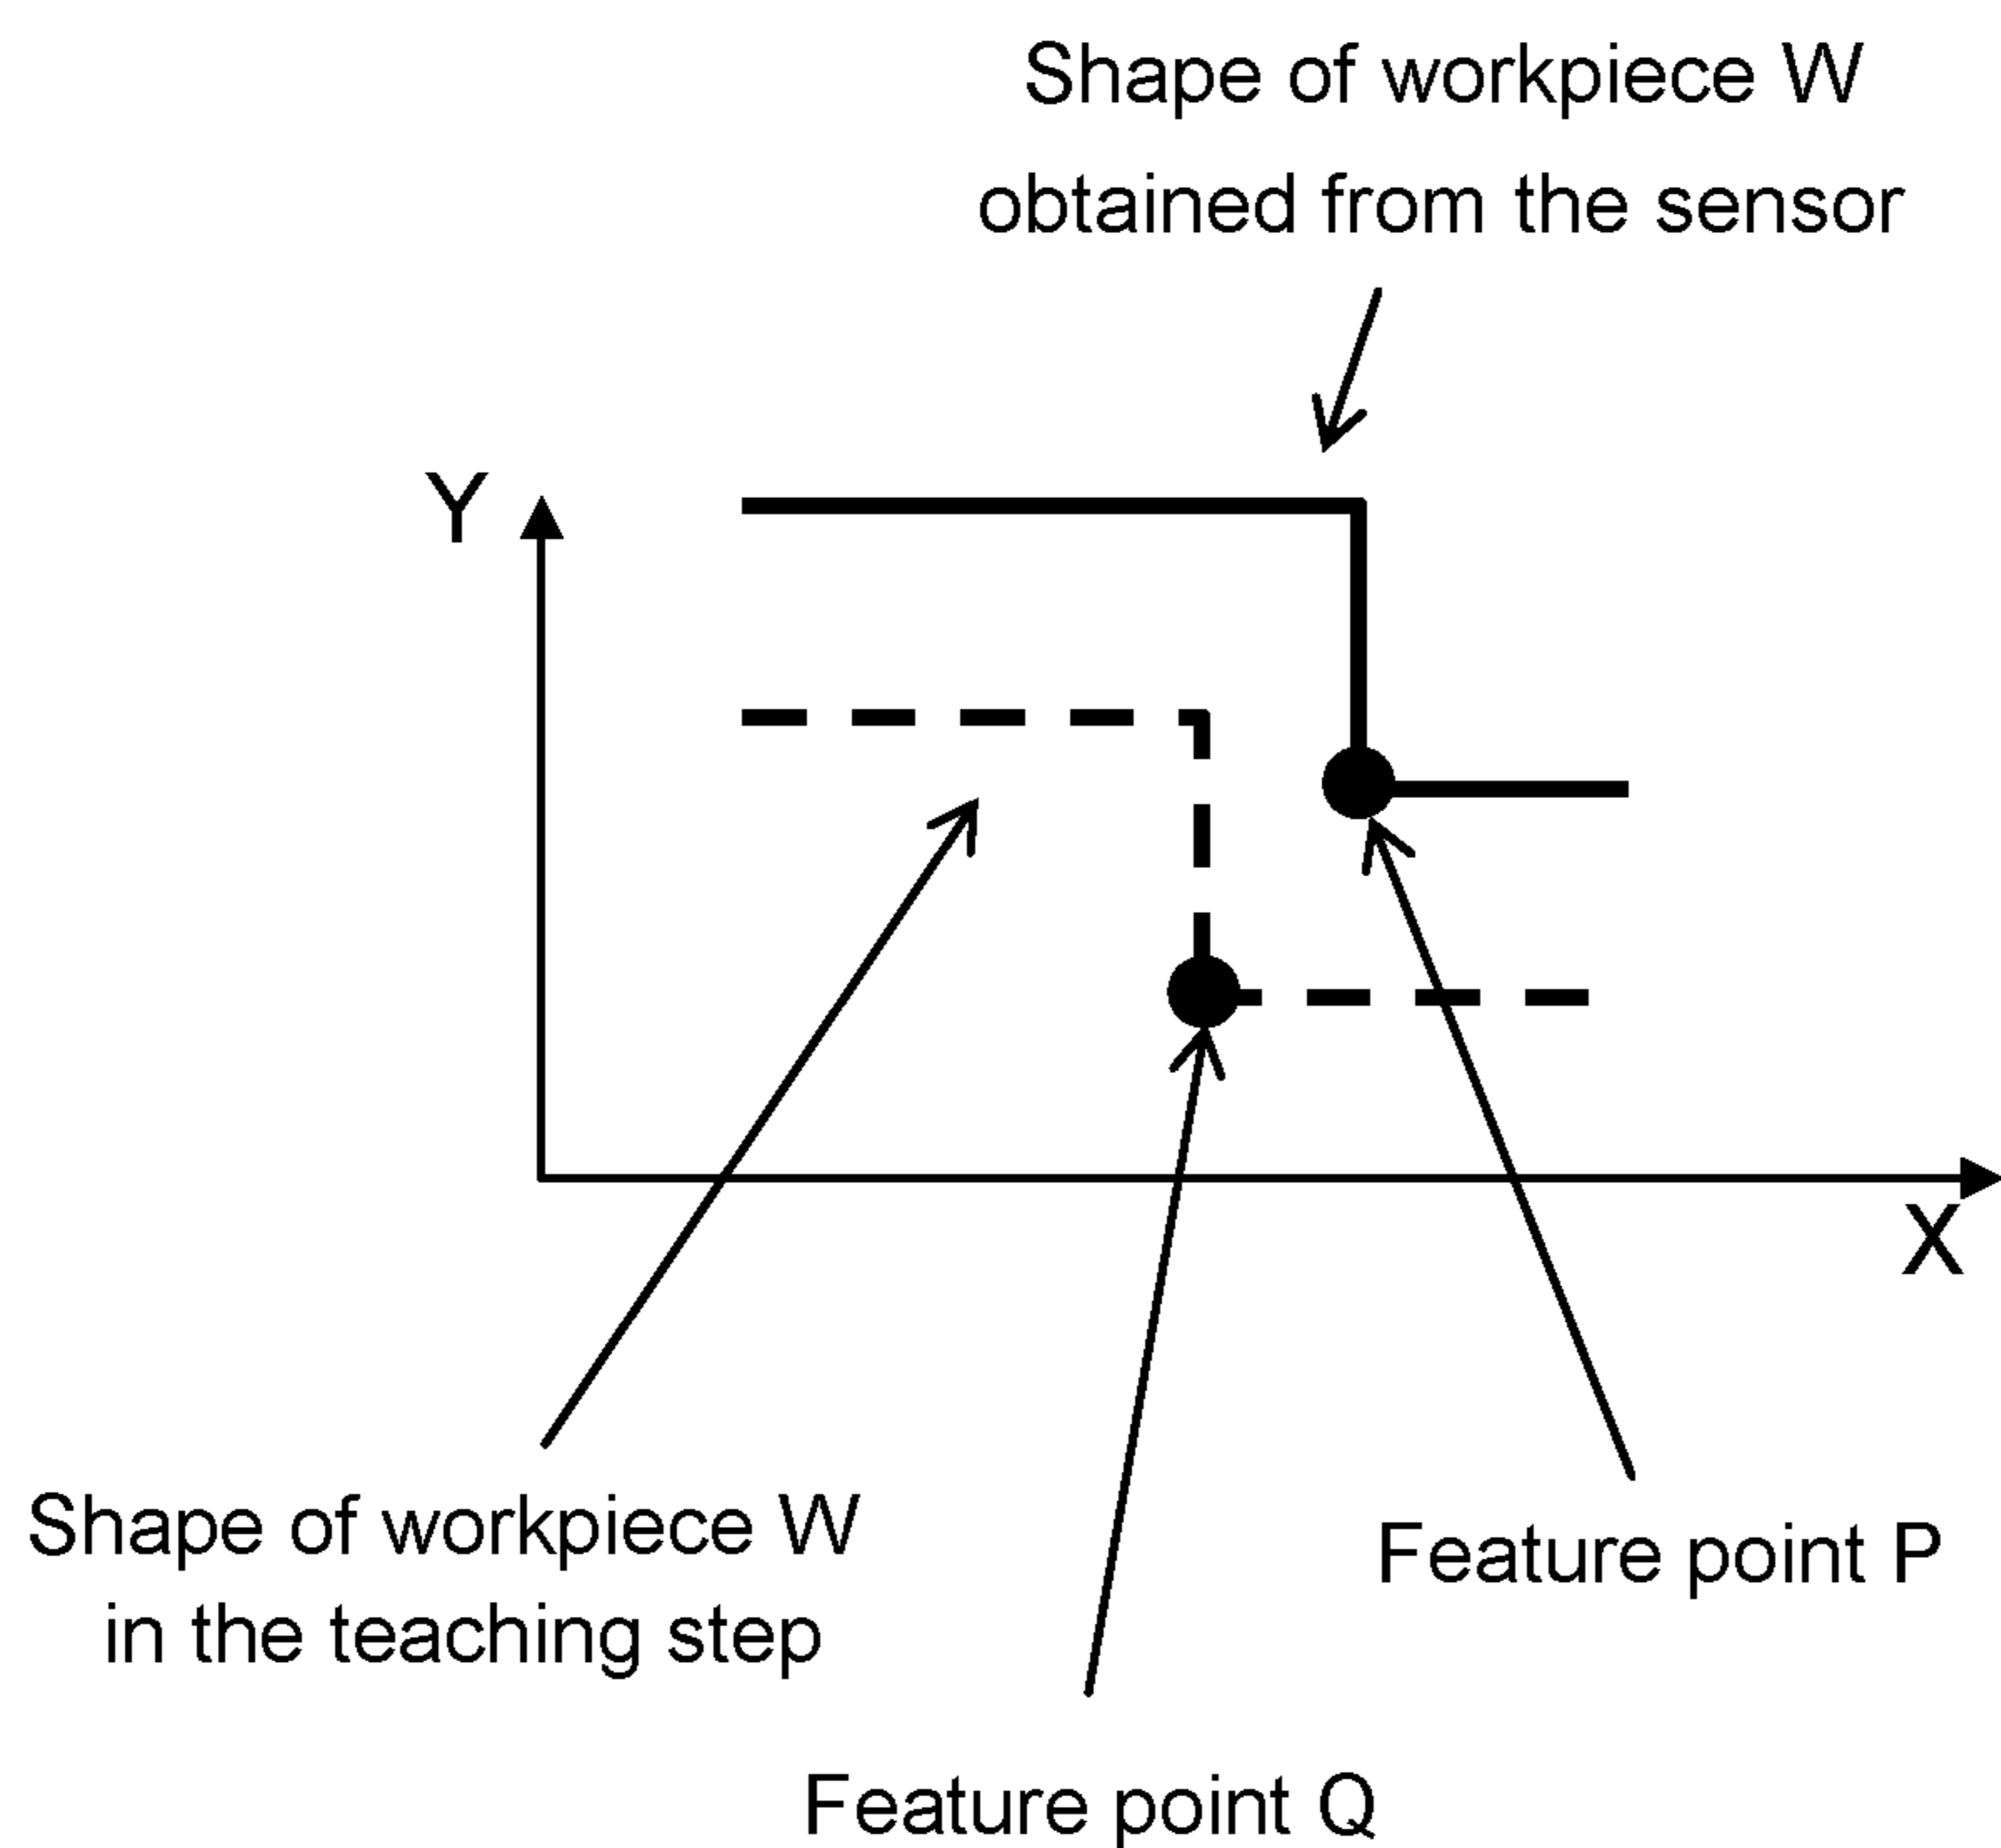 Shape of workpiece W
obtained from the sensor
Y
X
Shape of workpiece W
in the teaching step
Feature point P
Feature point Q